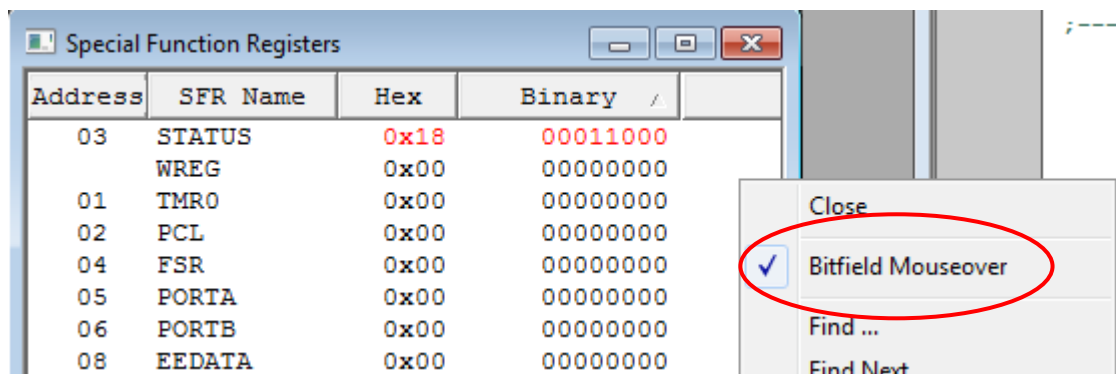 ;---
Special Function Registers
Address SFR Name Hex Binary
03 STATUS 0x18 00011000
WREG 0x00 00000000
01 TMR0 0x00 00000000
02 PCL 0x00 00000000
04 FSR 0x00 00000000
05 PORTA 0x00 00000000
06 PORTB 0x00 00000000
08 EEDATA 0x00 00000000
Close
Bitfield Mouseover
Find ...
Find Next